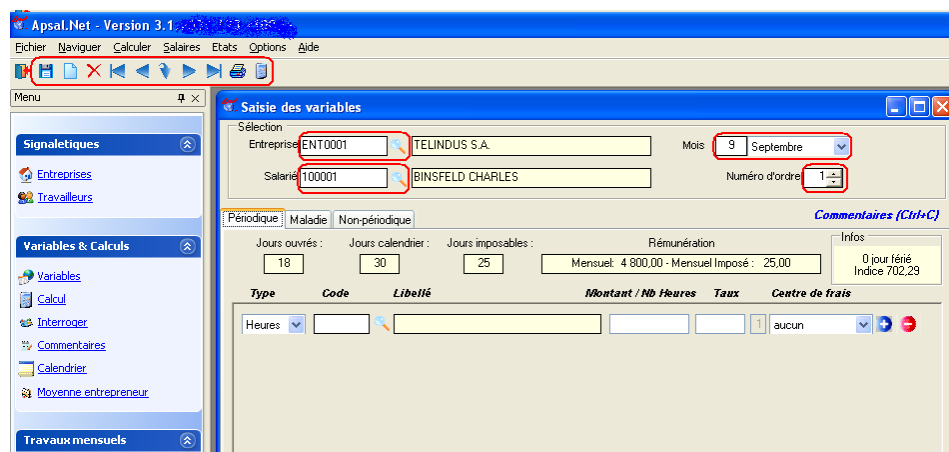 Apsal.Net - Version 3.1
Fichier Naviguer Calculer Salaires Etats Options Aide
Menu
Saisie des variables
Sélection
Entreprise ENT0001 TELINDUS S.A. Mois 9 Septembre
Signaletiques
Salarié 100001 BINSFELD CHARLES Numéro d'ordre 1
Entreprises
Travailleurs
Périodique Maladie Non-périodique Commentaires (Ctrl+C)
Variables & Calculs
Jours ouvrés : Jours calendrier : Jours imposables : Rémunération Infos
18 30 25 Mensuel: 4 800,00 - Mensuel Imposé : 25,00 0 jour férié
Indice 702,29
Variables
Type Code Libellé Montant / Nb Heures Taux Centre de frais
Calcul
Interroger
Heures 1 aucun
Commentaires
Calendrier
Moyenne entrepreneur
Travaux mensuels